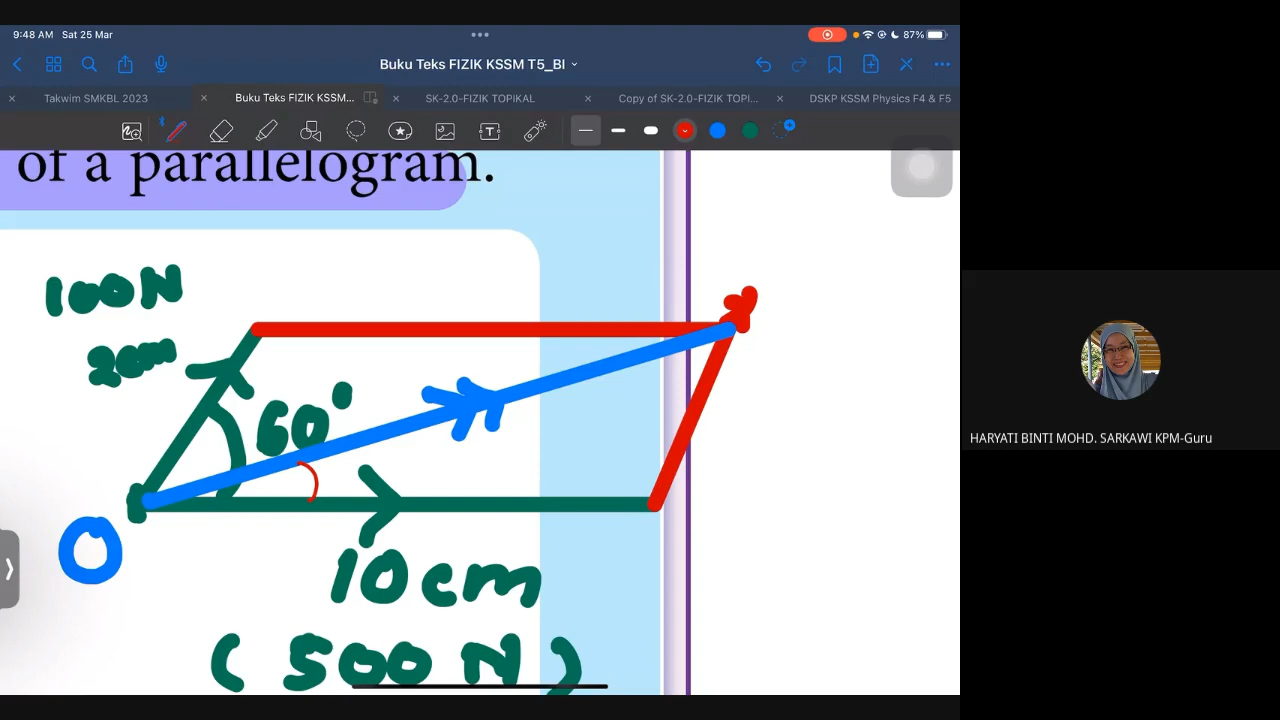 9:48 AM Sat 25 Mar
87%
Buku Teks FIZIK KSSM T5_BI
Takwim SMKBL 2023
Buku Teks FIZIK KSSM...
SK-2.0-FIZIK TOPIKAL
Copy of SK-2.0-FIZIK TOPI...
DSKP KSSM Physics F4 & F5
of a parallelogram.
100N
2cm
60°
O
10cm
(500 N)
HARYATI BINTI MOHD. SARKAWI KPM-Guru